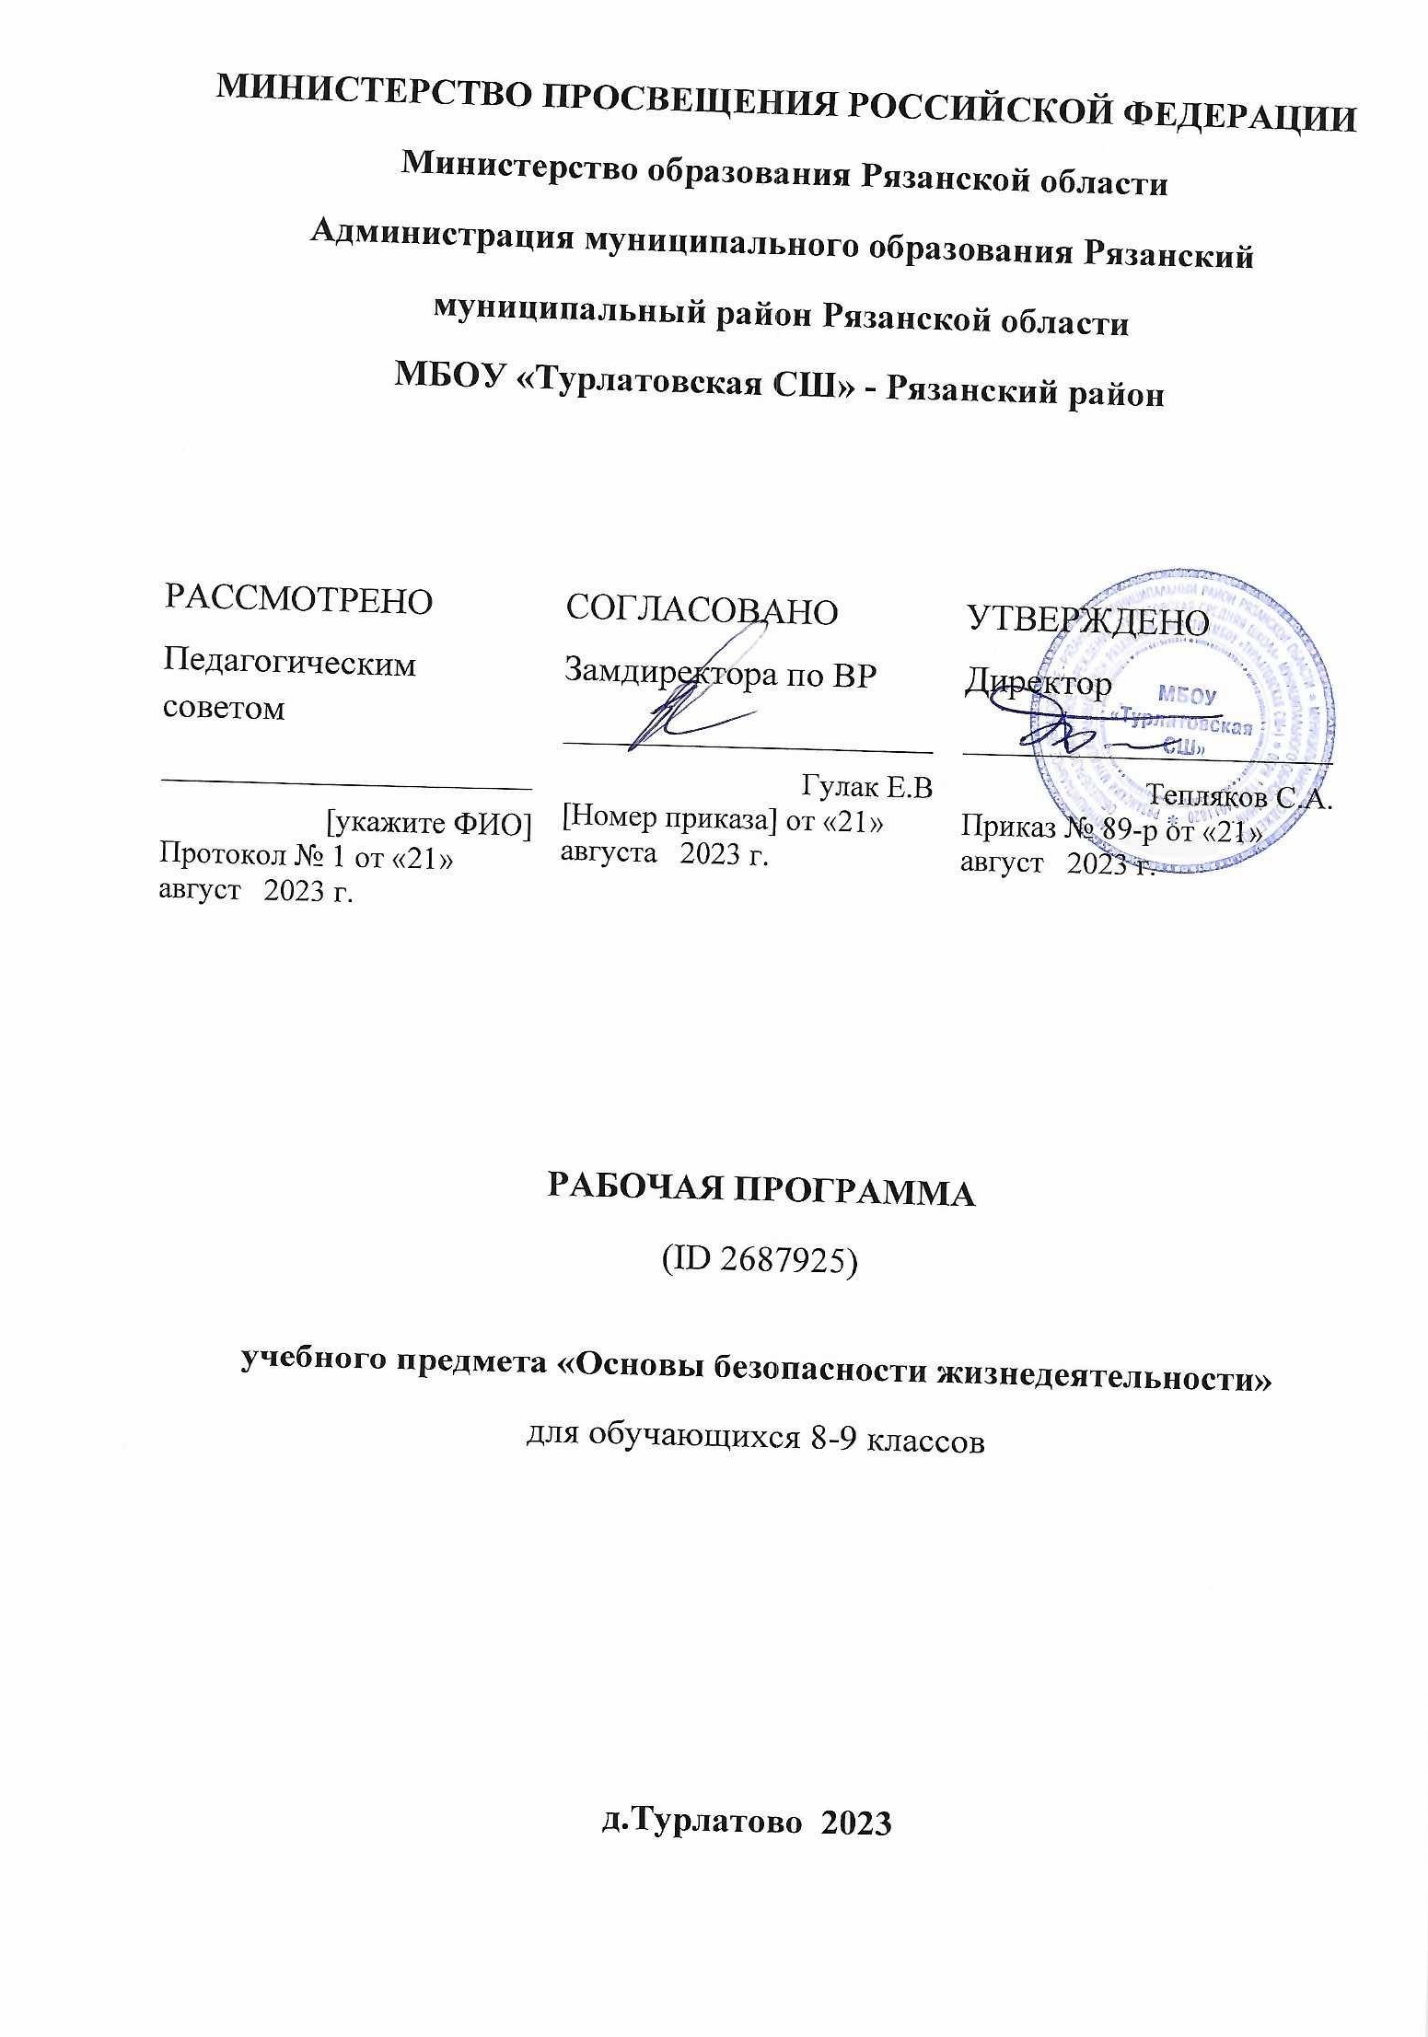 МИНИСТЕРСТВО ПРОСВЕЩЕНИЯ РОССИЙСКОЙ ФЕДЕРАЦИИ
Министерство образования Рязанской области
Администрация муниципального образования Рязанский
муниципальный район Рязанской области
МБОУ «Турлатовская СШ» - Рязанский район
РАССМОТРЕНО
Педагогическим
советом
[укажите ФИО]
Протокол № 1 от «21»
август 2023 г.
СОГЛАСОВАНО
Замдиректора по ВР
Гулак Е.В
[Номер приказа] от «21»
августа 2023 г.
УТВЕРЖДЕНО
Директор
Тепляков С.А.
Приказ № 89-р от «21»
август 2023 г.
МБОУ
«Турлатовская
СШ»
РАБОЧАЯ ПРОГРАММА
(ID 2687925)
учебного предмета «Основы безопасности жизнедеятельности»
для обучающихся 8-9 классов
д.Турлатово 2023